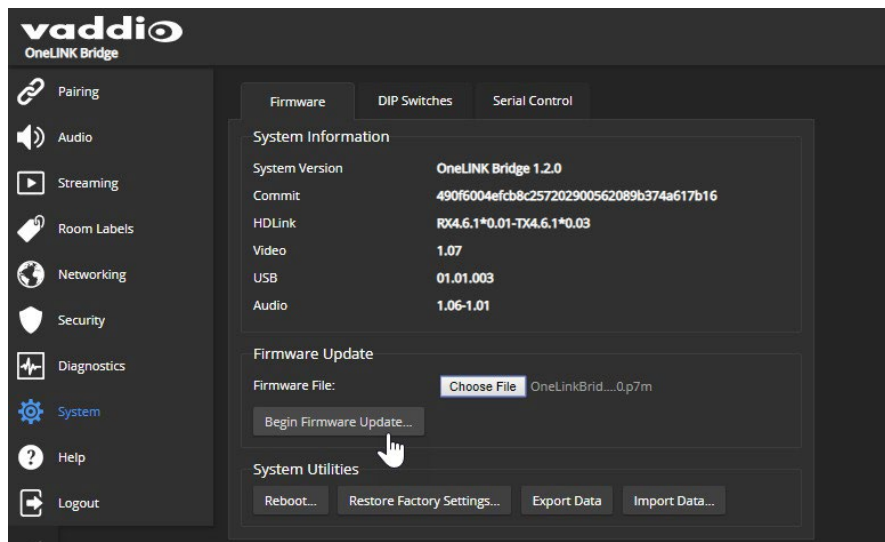 vaddio
OneLINK Bridge
Pairing
Audio
Streaming
Room Labels
Networking
Security
Diagnostics
System
Help
Logout
Firmware DIP Switches Serial Control
System Information
System Version OneLINK Bridge 1.2.0
Commit 490f6004efcb8c257202900562089b374a617b16
HDLink RX4.6.1*0.01-TX4.6.1*0.03
Video 1.07
USB 01.01.003
Audio 1.06-1.01
Firmware Update
Firmware File: Choose File OneLinkBrid....0.p7m
Begin Firmware Update...
System Utilities
Reboot... Restore Factory Settings... Export Data Import Data...